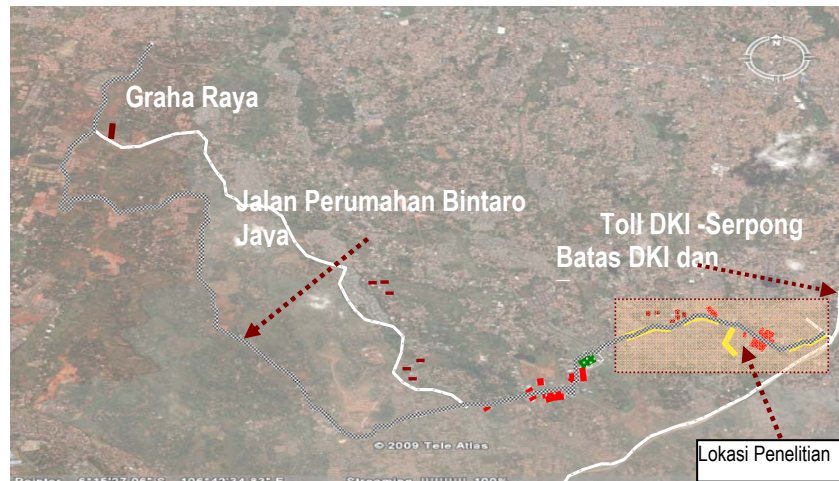 N
Graha Raya
Jalan Perumahan Bintaro
Jaya
Toll DKI -Serpong
Batas DKI dan
Lokasi Penelitian
© 2009 Tele Atlas